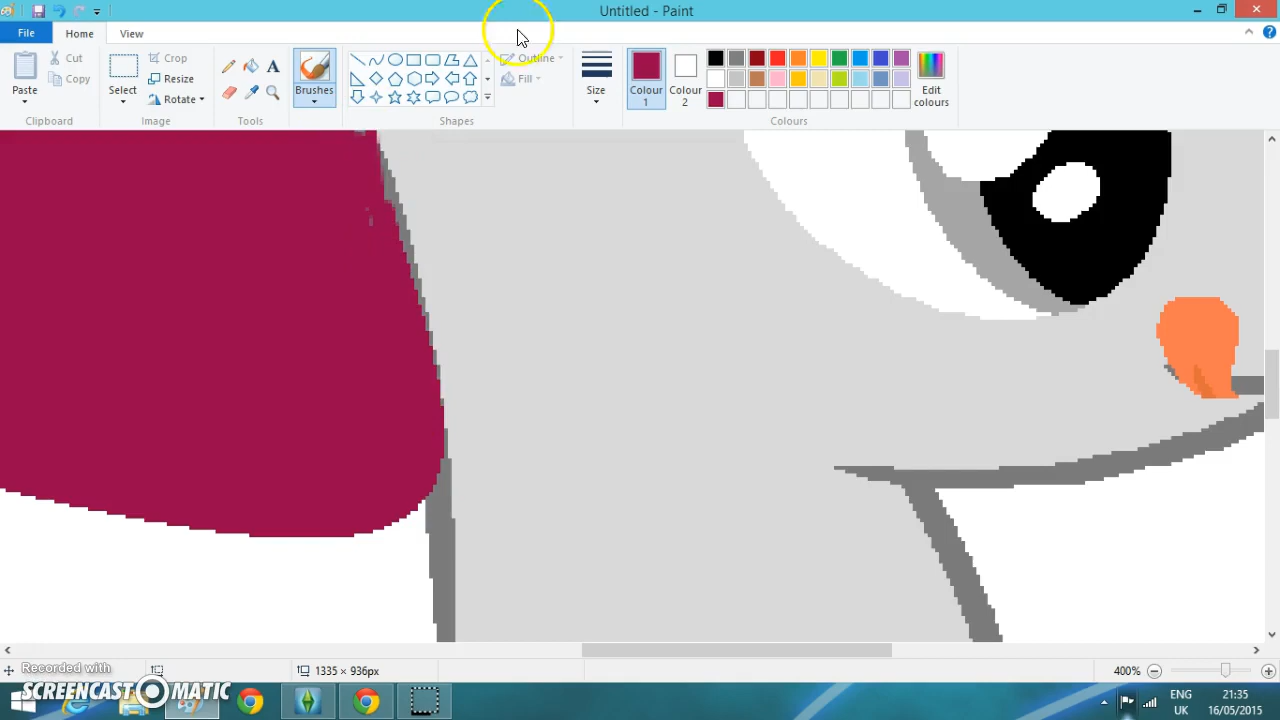 Untitled - Paint
File Home View
Paste Cut Copy
Clipboard
Select Crop Resize Rotate
Image
A
Tools
Brushes
Outline Fill
Shapes
Size
Colour 1 Colour 2
Edit colours
Colours
1335 × 936px
400%
Recorded with
SCREENCAST MATIC
ENG UK
21:35
16/05/2015